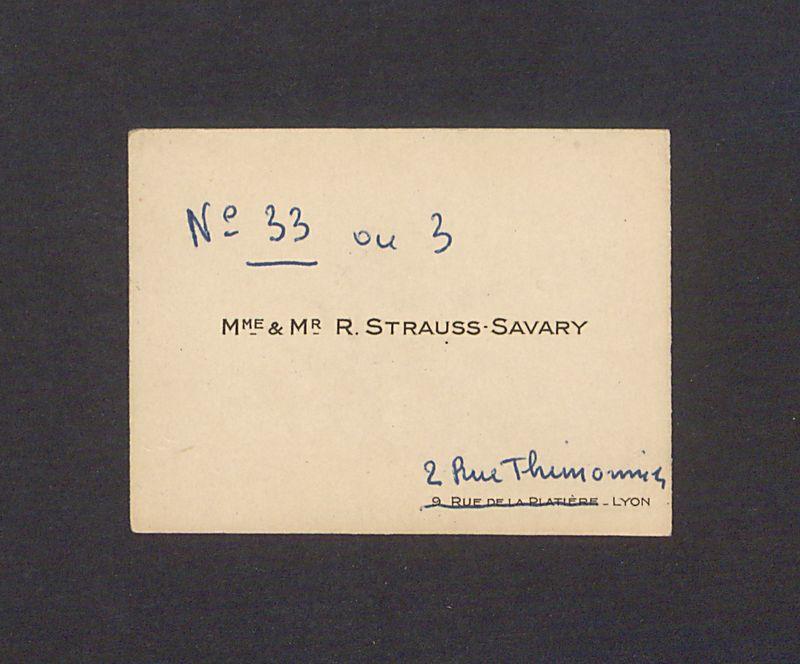 No 33 ou 3
Mme & Mr R. Strauss-Savary
2 Rue Thimonnier
9, Rue de la Platière - Lyon